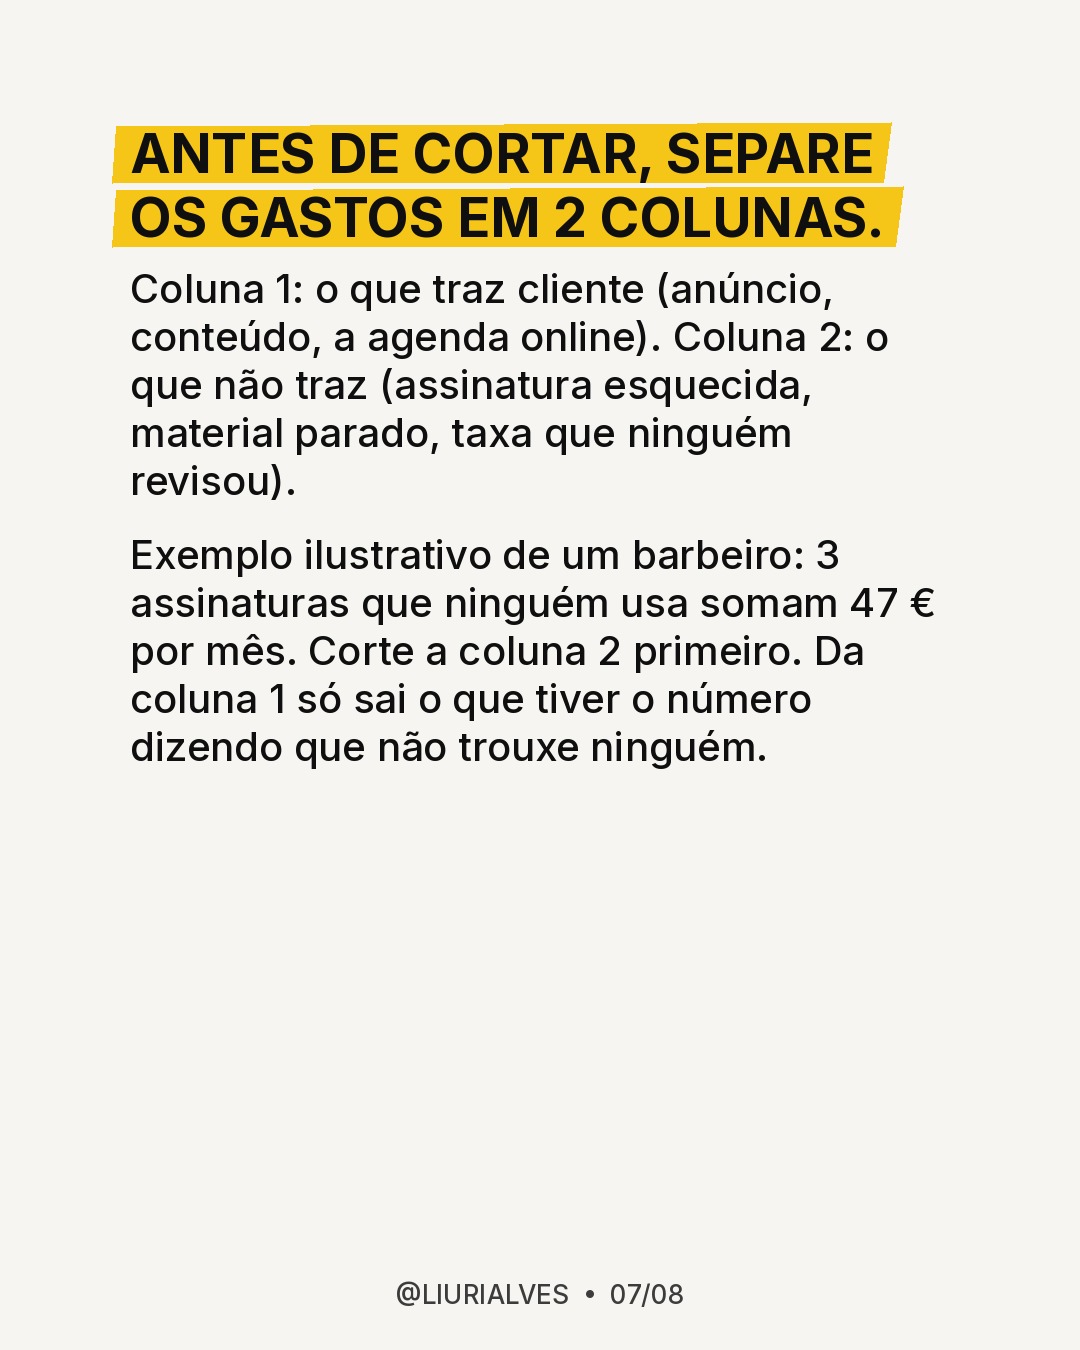 ANTES DE CORTAR, SEPARE
OS GASTOS EM 2 COLUNAS.
Coluna 1: o que traz cliente (anúncio,
conteúdo, a agenda online). Coluna 2: o
que não traz (assinatura esquecida,
material parado, taxa que ninguém
revisou).
Exemplo ilustrativo de um barbeiro: 3
assinaturas que ninguém usa somam 47 €
por mês. Corte a coluna 2 primeiro. Da
coluna 1 só sai o que tiver o número
dizendo que não trouxe ninguém.
@LIURIALVES • 07/08